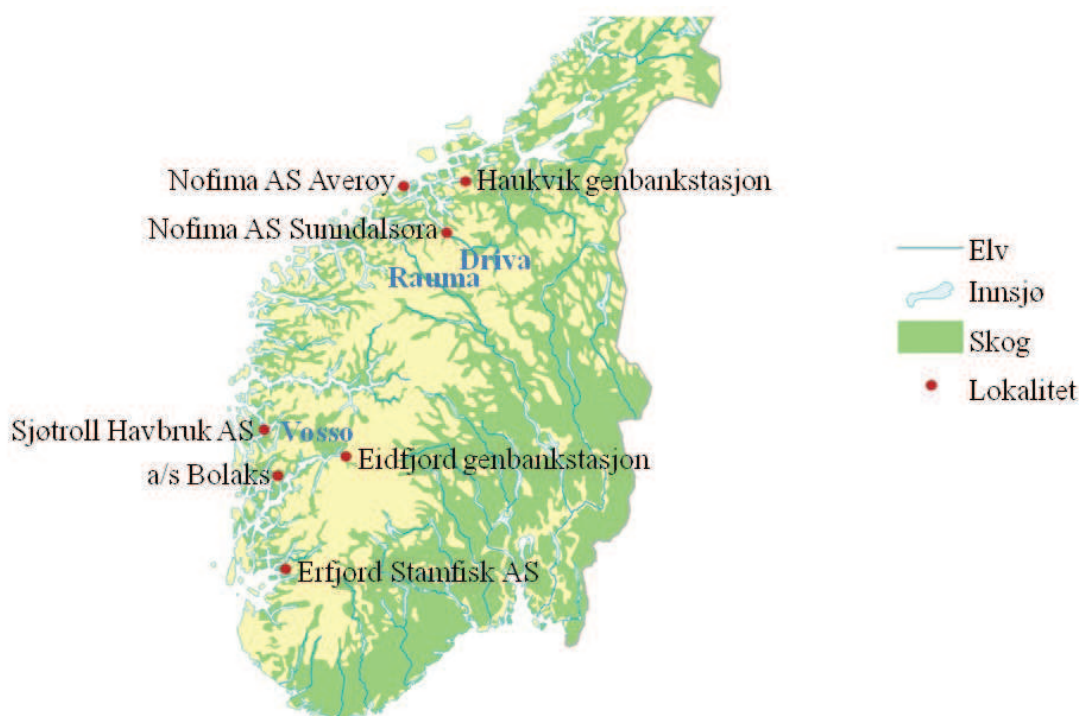 Nofima AS Averøy
Haukvik genbankstasjon
Nofima AS Sunndalsøra
Driva
Rauma
Elv
Innsjø
Skog
Lokalitet
Sjøtroll Havbruk AS
Vosso
Eidfjord genbankstasjon
a/s Bolaks
Erfjord Stamfisk AS